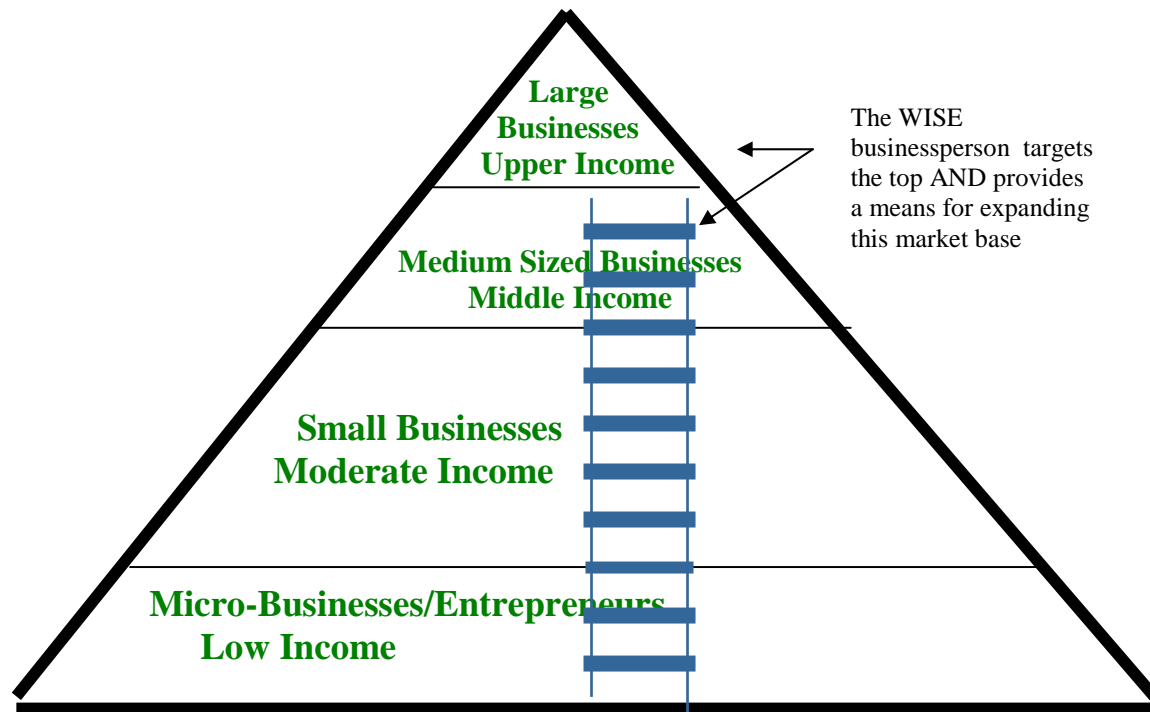 Large
Businesses
Upper Income
The WISE
businessperson targets
the top AND provides
a means for expanding
this market base
Medium Sized Businesses
Middle Income
Small Businesses
Moderate Income
Micro-Businesses/Entrepreneurs
Low Income